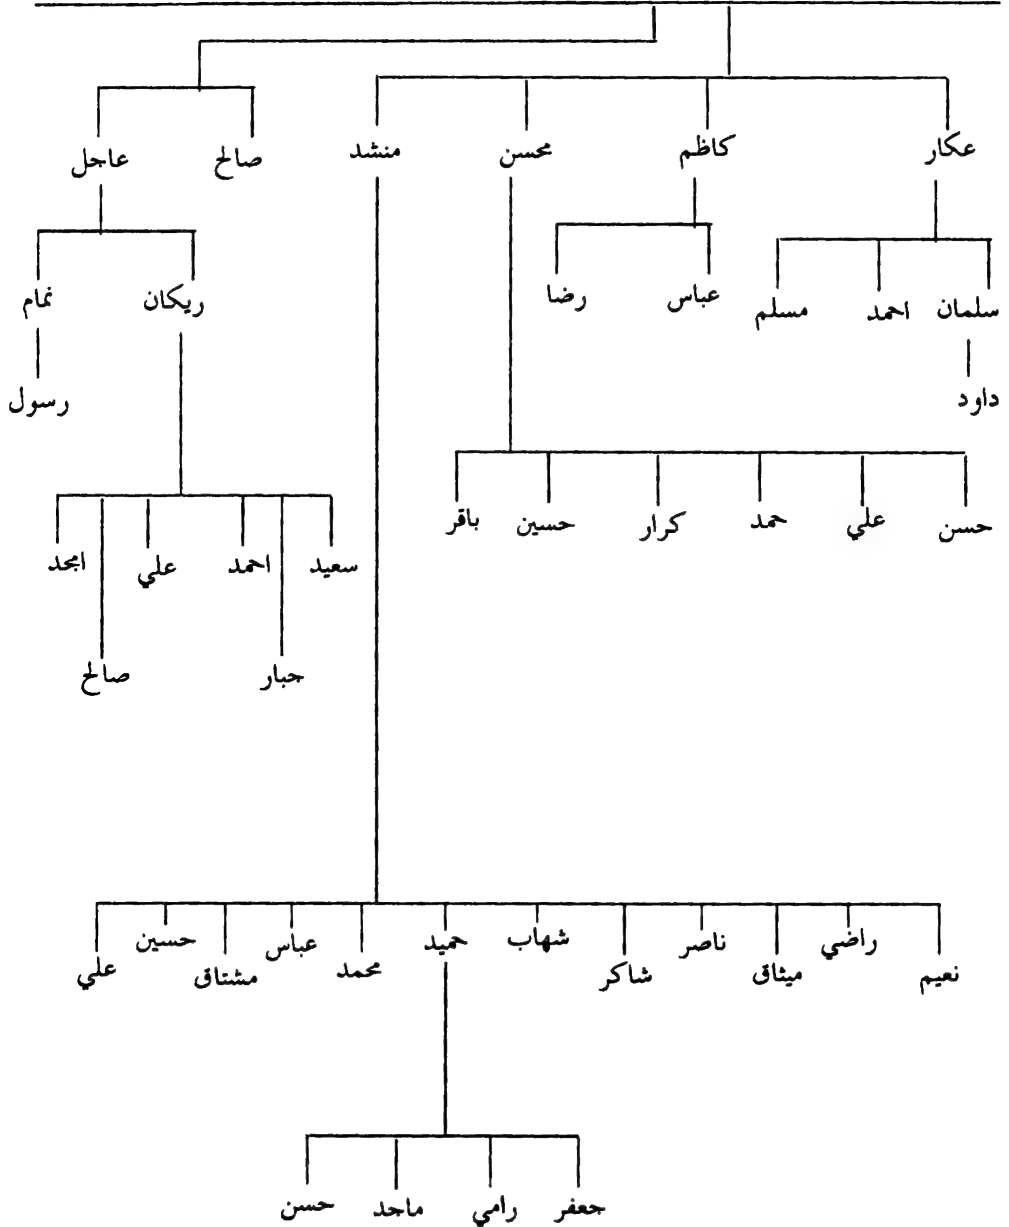 عكار كاظم محسن منشد صالح عاجل
سلمان احمد مسلم عباس رضا ريكان نمام
داود رسول
حسن علي حمد كرار حسين باقر
سعيد احمد علي امجد
جبار صالح
نعيم راضي ميثاق ناصر شاكر شهاب حميد محمد عباس مشتاق حسين علي
جعفر رامي ماجد حسن